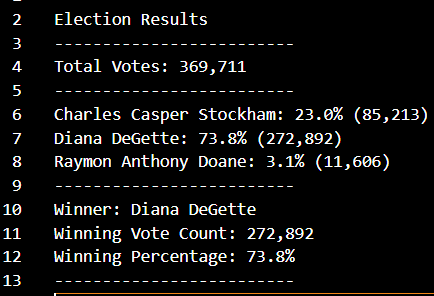 2 Election Results
3 -------------------------
4 Total Votes: 369,711
5 -------------------------
6 Charles Casper Stockham: 23.0% (85,213)
7 Diana DeGette: 73.8% (272,892)
8 Raymon Anthony Doane: 3.1% (11,606)
9 -------------------------
10 Winner: Diana DeGette
11 Winning Vote Count: 272,892
12 Winning Percentage: 73.8%
13 -------------------------